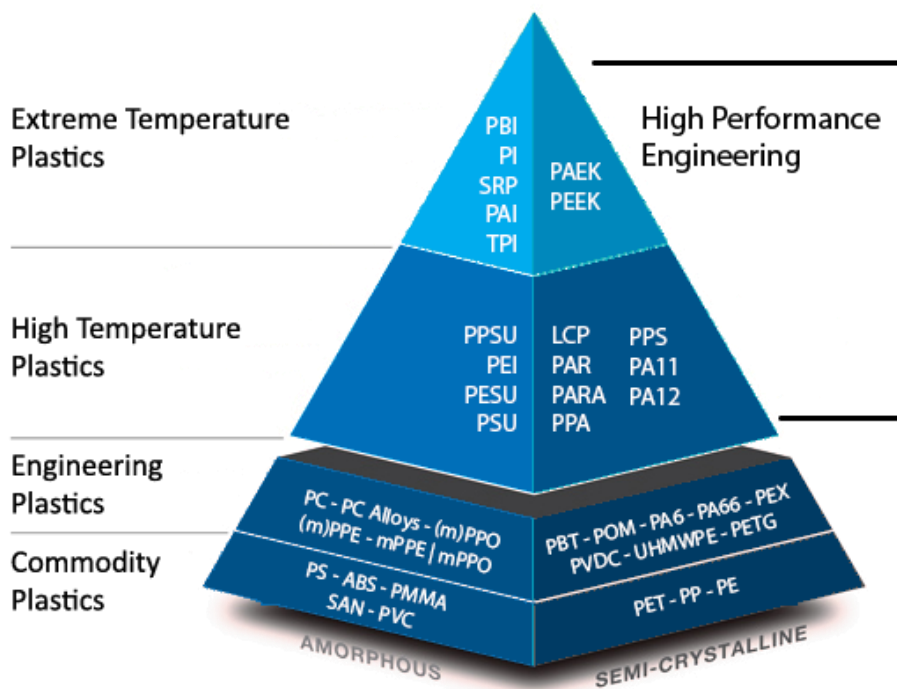 Extreme Temperature
Plastics
PBI
PI
SRP
PAI
TPI
PAEK
PEEK
High Performance
Engineering
High Temperature
Plastics
PPSU
PEI
PESU
PSU
LCP
PAR
PARA
PPA
PPS
PA11
PA12
Engineering
Plastics
PC - PC Alloys - (m)PPO
(m)PPE - mPPE | mPPO
PBT - POM - PA6 - PA66 - PEX
PVDC - UHMWPE - PETG
Commodity
Plastics
PS - ABS - PMMA
SAN - PVC
PET - PP - PE
AMORPHOUS
SEMI-CRYSTALLINE